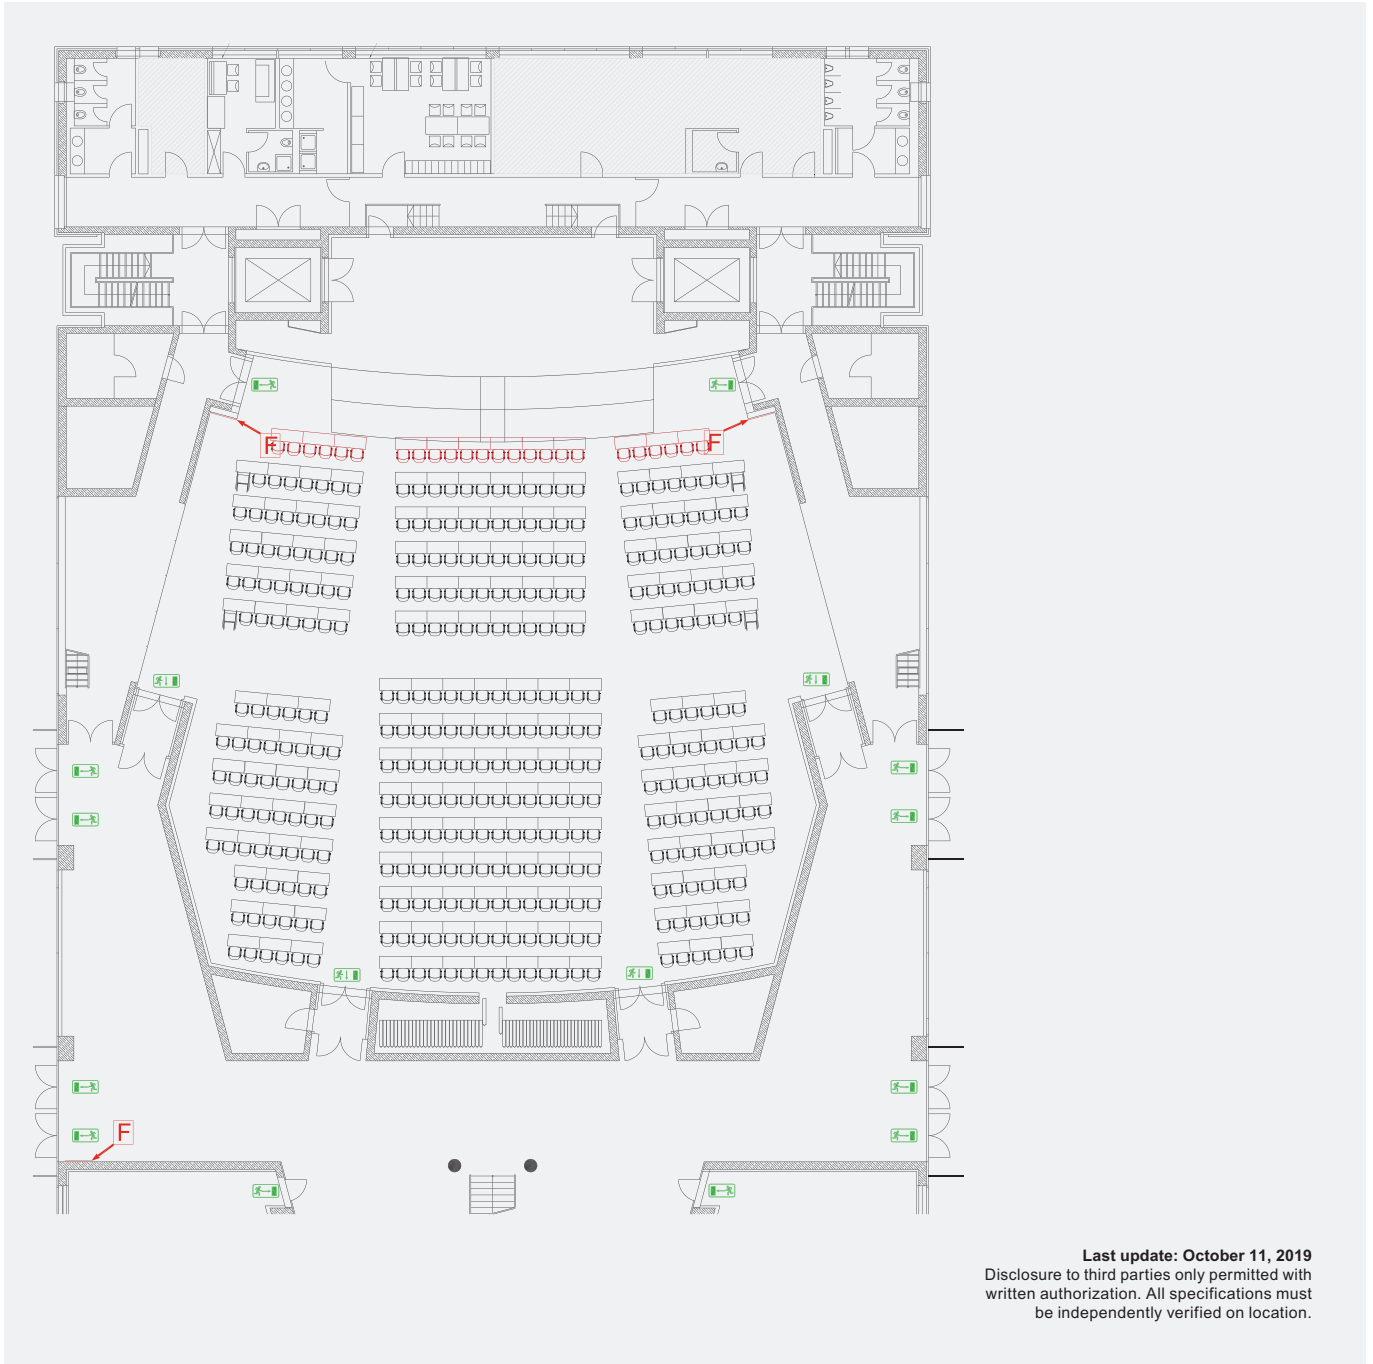 F
F
F
Last update: October 11, 2019
Disclosure to third parties only permitted with
written authorization. All specifications must
be independently verified on location.